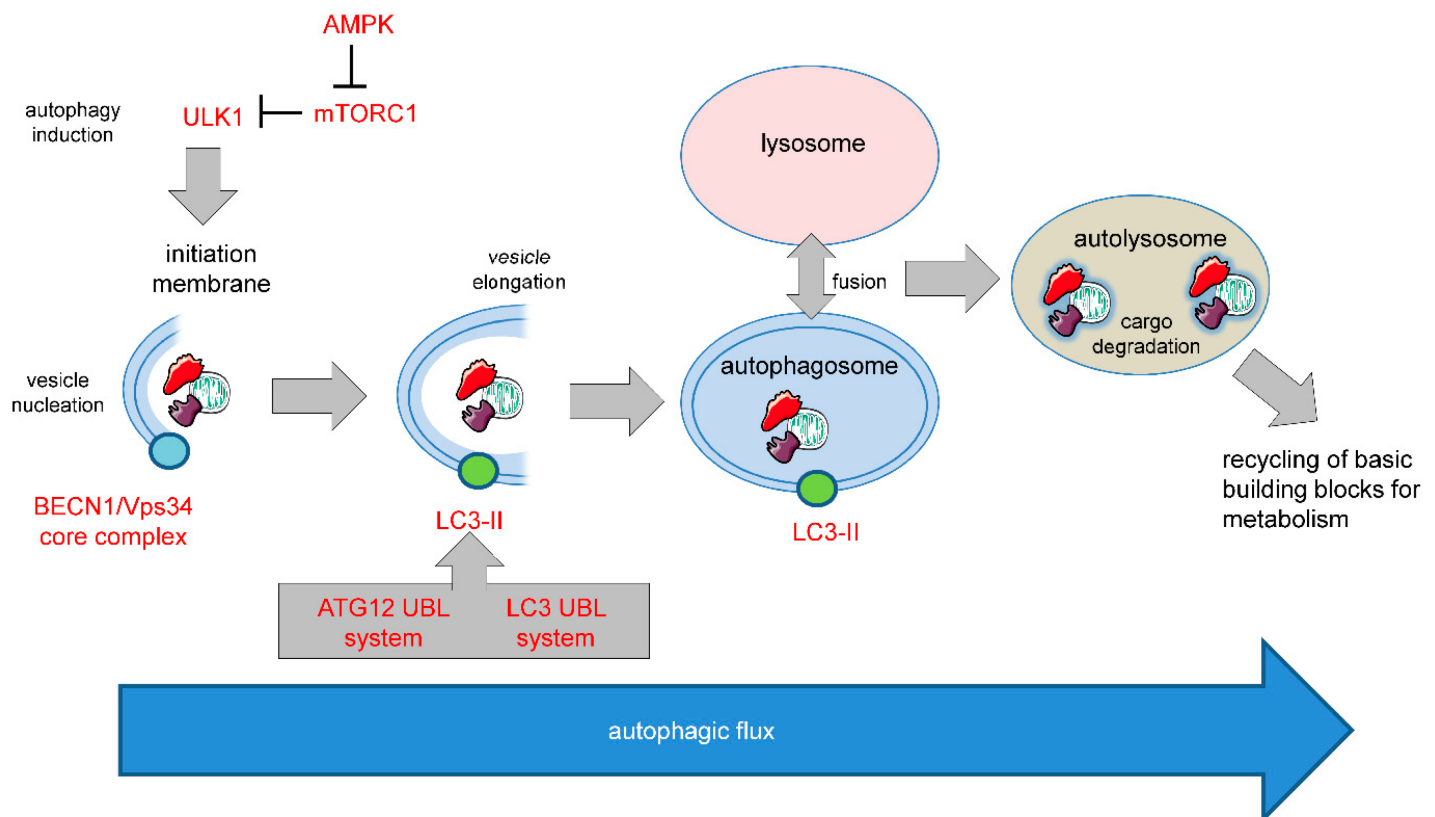 AMPK
autophagy
induction
ULK1
mTORC1
lysosome
initiation
membrane
vesicle
elongation
fusion
autolysosome
cargo
degradation
vesicle
nucleation
autophagosome
BECN1/Vps34
core complex
LC3-II
LC3-II
recycling of basic
building blocks for
metabolism
ATG12 UBL
system
LC3 UBL
system
autophagic flux